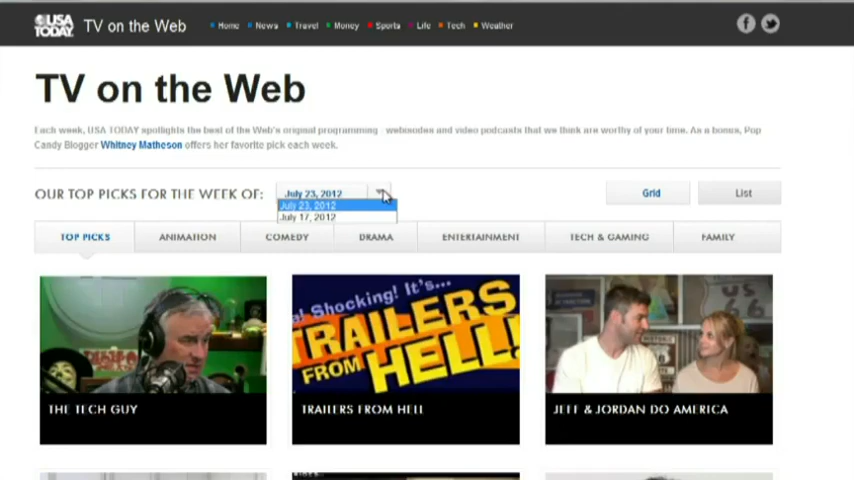 USA TODAY TV on the Web Home News Travel Money Sports Life Tech Weather
TV on the Web
Each week, USA TODAY spotlights the best of the Web's original programming - webisodes and video podcasts that we think are worthy of your time. As a bonus, Pop
Candy Blogger Whitney Matheson offers her favorite pick each week.
OUR TOP PICKS FOR THE WEEK OF: July 23, 2012 Grid List
July 23, 2012
July 17, 2012
TOP PICKS ANIMATION COMEDY DRAMA ENTERTAINMENT TECH & GAMING FAMILY
al Shocking! It's...
TRAILERS
FROM HELL!
US
66
THE TECH GUY TRAILERS FROM HELL JEFF & JORDAN DO AMERICA